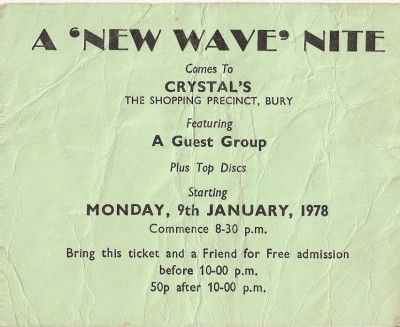 A ‘NEW WAVE’ NITE
Comes To
CRYSTAL'S
THE SHOPPING PRECINCT, BURY
Featuring
A Guest Group
Plus Top Discs
Starting
MONDAY, 9th JANUARY, 1978
Commence 8-30 p.m.
Bring this ticket and a Friend for Free admission
before 10-00 p.m.
50p after 10-00 p.m.